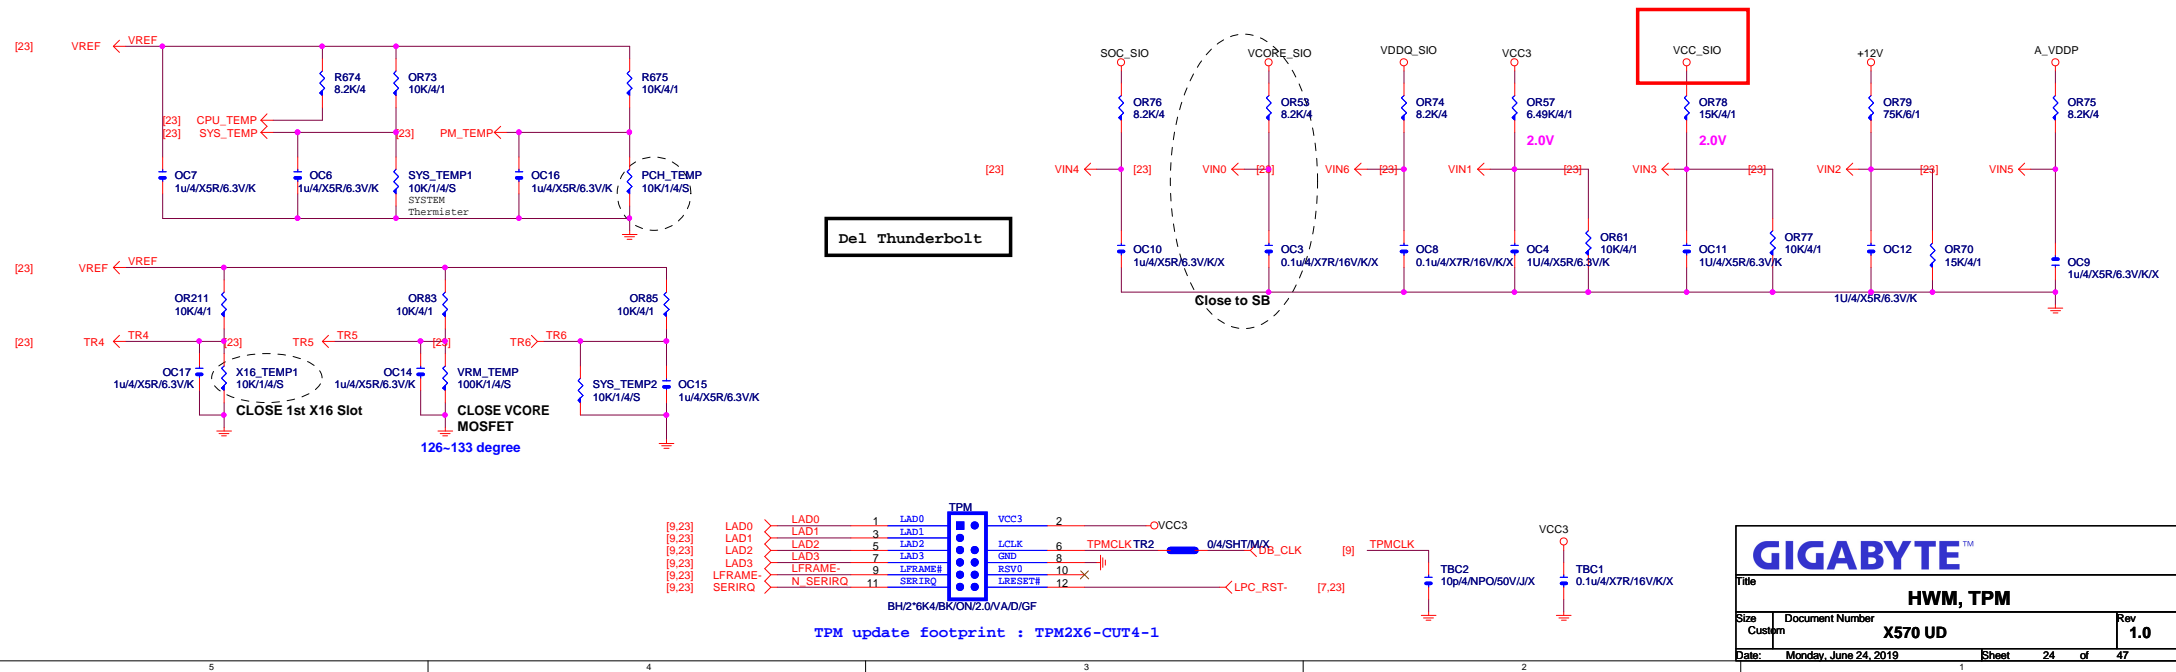 [23] VREF VREF
R674
8.2K/4
OR73
10K/4/1
R675
10K/4/1
[23] CPU_TEMP
[23] SYS_TEMP
[23] PM_TEMP
OC7
1u/4/X5R/6.3V/K
OC6
1u/4/X5R/6.3V/K
SYS_TEMP1
10K/1/4/S
SYSTEM
Thermister
OC16
1u/4/X5R/6.3V/K
PCH_TEMP
10K/1/4/S
[23] VREF VREF
OR211
10K/4/1
OR83
10K/4/1
OR85
10K/4/1
[23] TR4 TR4
[23] TR5 TR5
[23] TR6 TR6
OC17
1u/4/X5R/6.3V/K
X16_TEMP1
10K/1/4/S
CLOSE 1st X16 Slot
OC14
1u/4/X5R/6.3V/K
VRM_TEMP
100K/1/4/S
CLOSE VCORE
MOSFET
126~133 degree
SYS_TEMP2
10K/1/4/S
OC15
1u/4/X5R/6.3V/K
Del Thunderbolt
SOC_SIO
VCORE_SIO
VDDQ_SIO
VCC3
VCC_SIO
+12V
A_VDDP
OR76
8.2K/4
OR53
8.2K/4
OR74
8.2K/4
OR57
6.49K/4/1
2.0V
OR78
15K/4/1
2.0V
OR79
75K/6/1
OR75
8.2K/4
[23] VIN4
[23] VIN0
[23] VIN6
[23] VIN1
[23] VIN3
[23] VIN2
[23] VIN5
OC10
1u/4/X5R/6.3V/K/X
OC3
0.1u/4/X7R/16V/K/X
OC8
0.1u/4/X7R/16V/K/X
OC4
1U/4/X5R/6.3V/K
OR61
10K/4/1
OC11
1U/4/X5R/6.3V/K
OR77
10K/4/1
OC12
1U/4/X5R/6.3V/K
OR70
15K/4/1
OC9
1u/4/X5R/6.3V/K/X
Close to SB
TPM
[9,23] LAD0 LAD0 1 LAD0 VCC3 2 VCC3
[9,23] LAD1 LAD1 3 LAD1
[9,23] LAD2 LAD2 5 LAD2 LCLK 6 TPMCLK TR2 0/4/SHT/M/X DB_CLK [9]
[9,23] LAD3 LAD3 7 LAD3 GND 8
[9,23] LFRAME- LFRAME- 9 LFRAME# RSV0 10
[9,23] SERIRQ N_SERIRQ 11 SERIRQ LRESET# 12 LPC_RST- [7,23]
BH/2*6K4/BK/ON/2.0/VA/D/GF
TPM update footprint : TPM2X6-CUT4-1
TPMCLK
TBC2
10p/4/NPO/50V/J/X
VCC3
TBC1
0.1u/4/X7R/16V/K/X
GIGABYTE™
Title
HWM, TPM
Size
Custom
Document Number
X570 UD
Rev
1.0
Date: Monday, June 24, 2019 Sheet 24 of 47
5 4 3 2 1